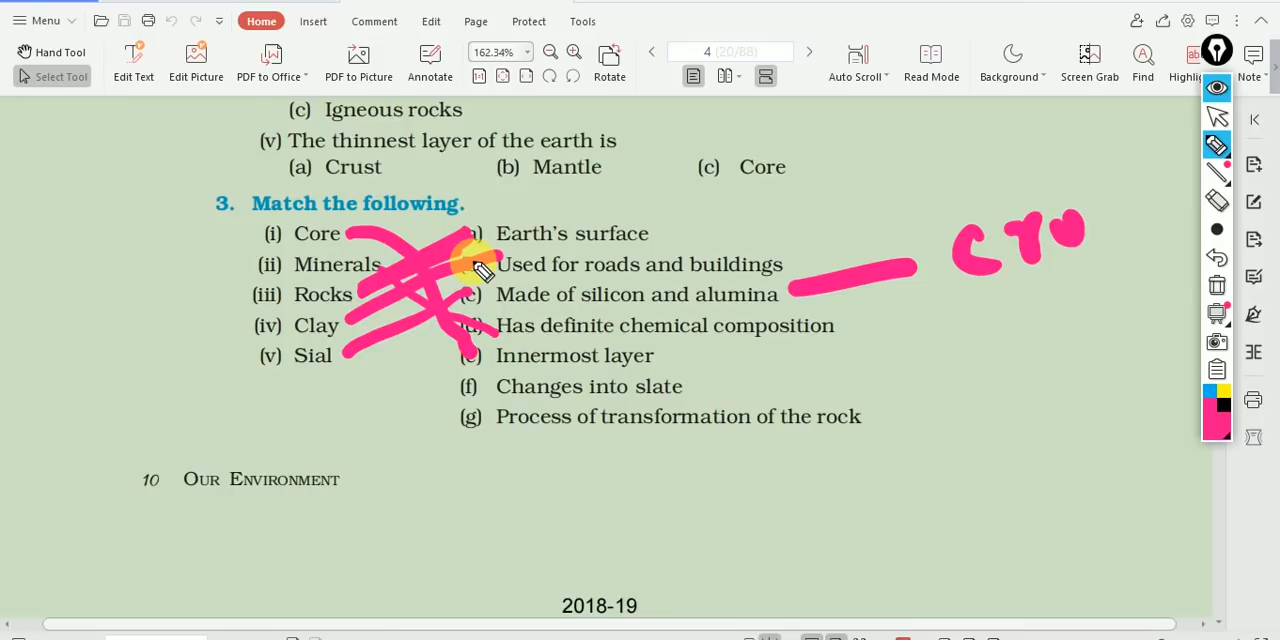 Menu
Home
Insert
Comment
Edit
Page
Protect
Tools
Hand Tool
Select Tool
Edit Text
Edit Picture
PDF to Office
PDF to Picture
Annotate
162.34%
Rotate
4 (20/88)
Auto Scroll
Read Mode
Background
Screen Grab
Find
Note
(c) Igneous rocks
(v) The thinnest layer of the earth is
(a) Crust (b) Mantle (c) Core
3. Match the following.
(i) Core a) Earth's surface
(ii) Minerals Used for roads and buildings
(iii) Rocks (c) Made of silicon and alumina
(iv) Clay (d) Has definite chemical composition
(v) Sial (e) Innermost layer
(f) Changes into slate
(g) Process of transformation of the rock
cru
10 OUR ENVIRONMENT
2018-19